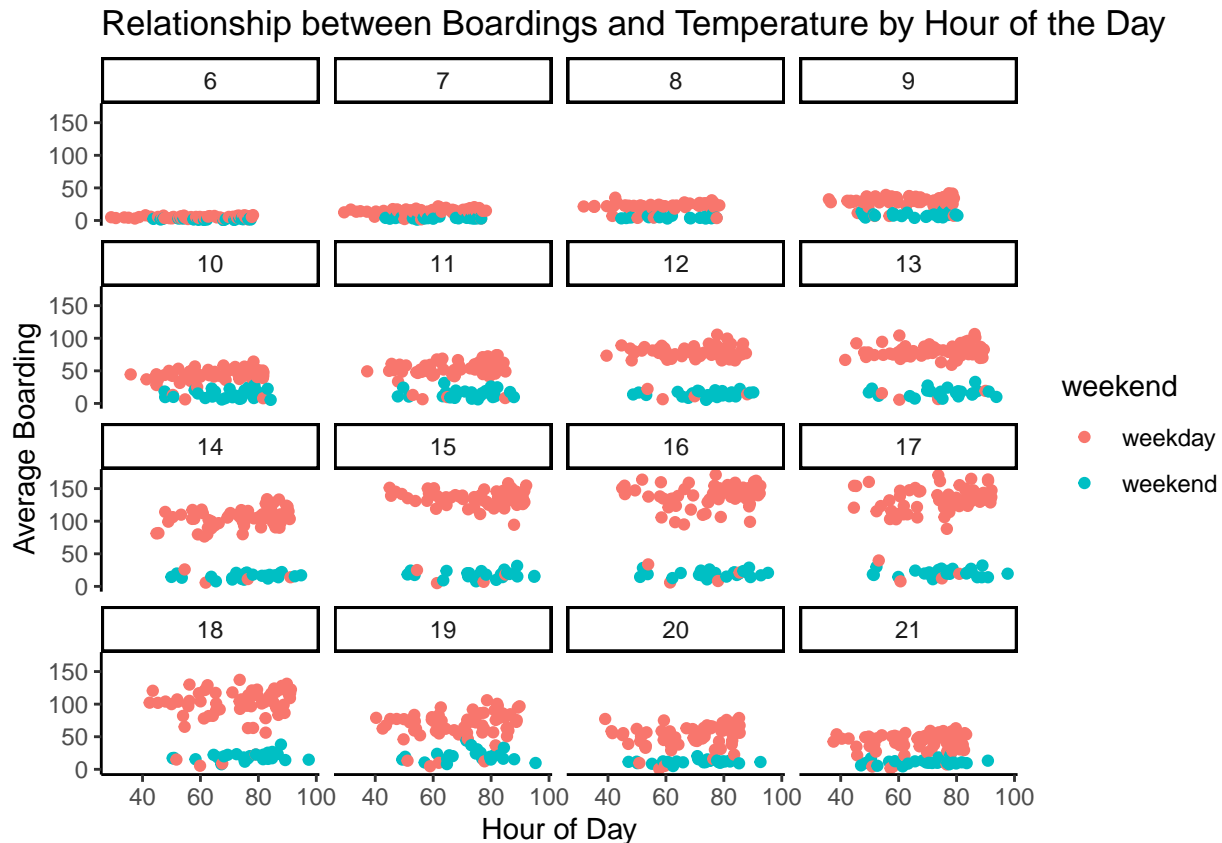 Relationship between Boardings and Temperature by Hour of the Day
6 7 8 9
150
100
50
0
10 11 12 13
150
100
50
0
14 15 16 17
150
100
50
0
18 19 20 21
150
100
50
0
40 60 80 100 40 60 80 100 40 60 80 100 40 60 80 100
Hour of Day
Average Boarding
weekend
weekday
weekend